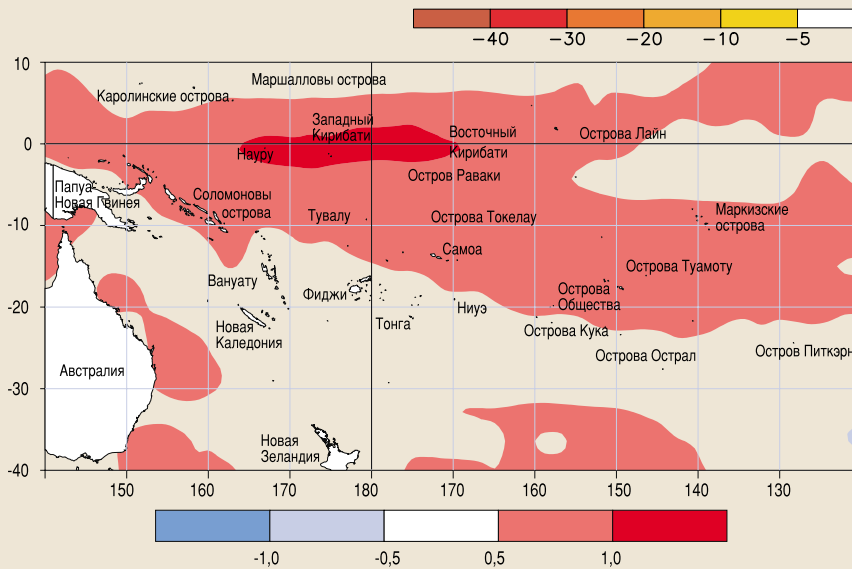 −40 −30 −20 −10 −5
10
Маршалловы острова
Каролинские острова
Западный
Кирибати
Восточный
Кирибати
Острова Лайн
0
Науру
Остров Раваки
Папуа-
Новая Гвинея
Соломоновы
острова
Тувалу
Острова Токелау
Маркизские
острова
-10
Самоа
Острова Туамоту
Вануату
Фиджи
Острова
Общества
-20
Ниуэ
Тонга
Новая
Каледония
Острова Кука
Острова Острал
Остров Питкэрн
Австралия
-30
Новая
Зеландия
-40
150 160 170 180 170 160 150 140 130
-1,0 -0,5 0,5 1,0